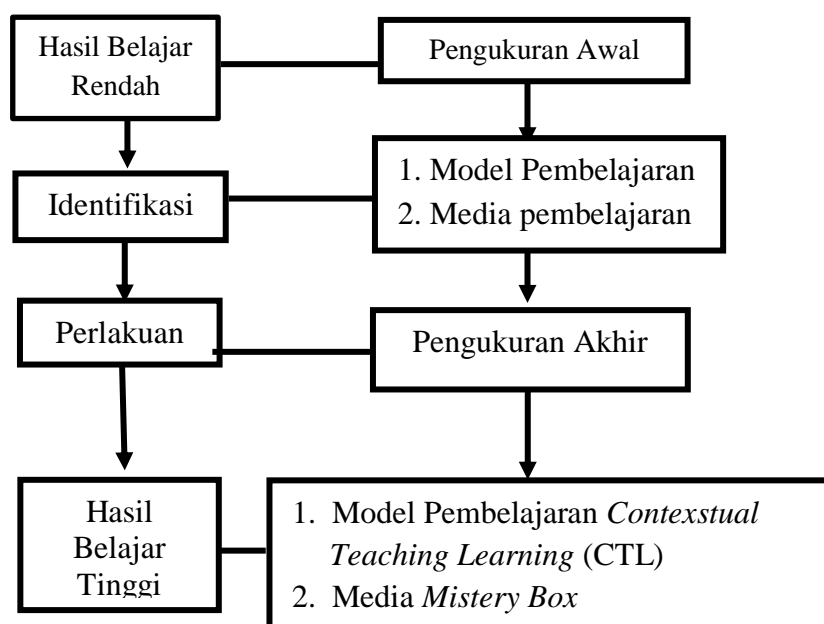 Hasil Belajar
Rendah
Pengukuran Awal
Identifikasi
1. Model Pembelajaran
2. Media pembelajaran
Perlakuan
Pengukuran Akhir
Hasil
Belajar
Tinggi
1. Model Pembelajaran Contexstual
Teaching Learning (CTL)
2. Media Mistery Box